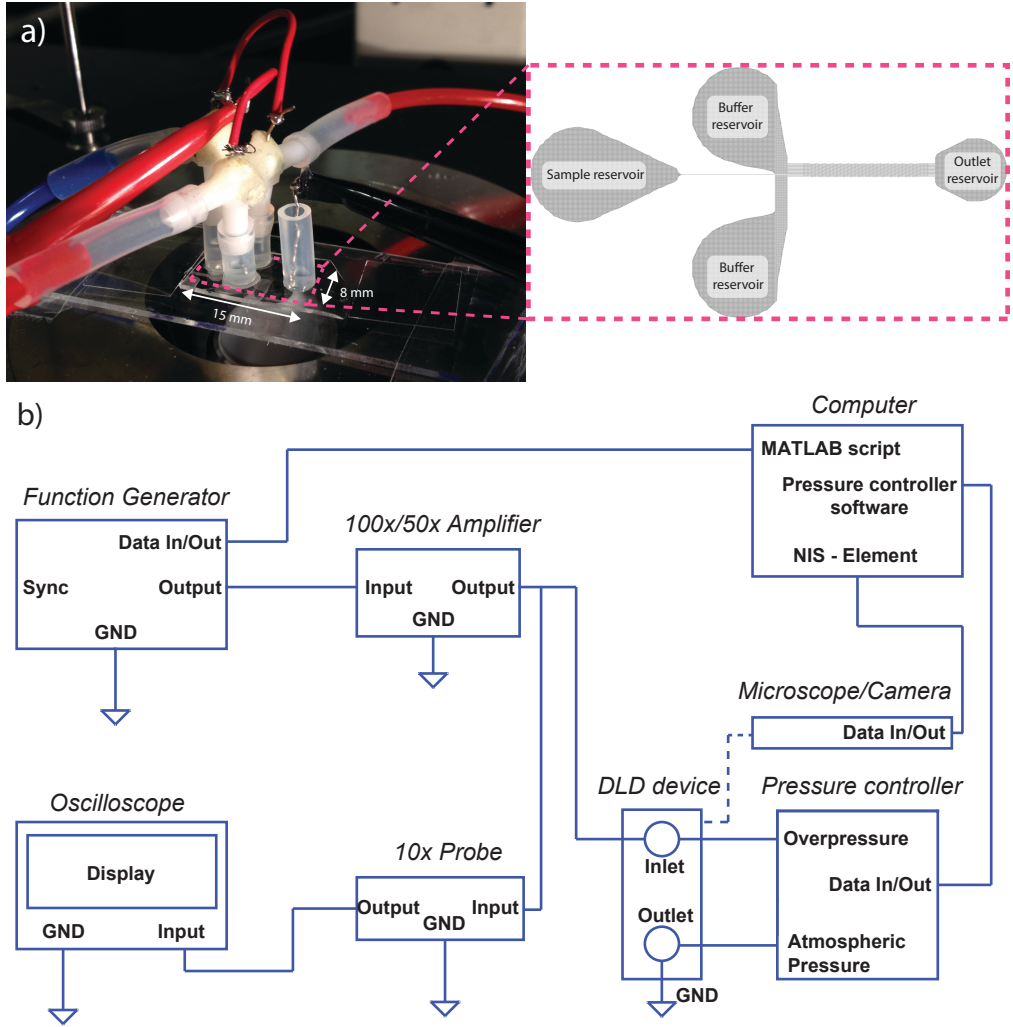 a)
Buffer
reservoir
Sample reservoir
Outlet
reservoir
Buffer
reservoir
8 mm
15 mm
b)
Computer
MATLAB script
Pressure controller
software
NIS - Element
Function Generator
Data In/Out
Sync
Output
GND
100x/50x Amplifier
Input
Output
GND
Microscope/Camera
Data In/Out
Oscilloscope
Display
GND
Input
10x Probe
Output
GND
Input
DLD device
Inlet
Outlet
GND
Pressure controller
Overpressure
Data In/Out
Atmospheric
Pressure